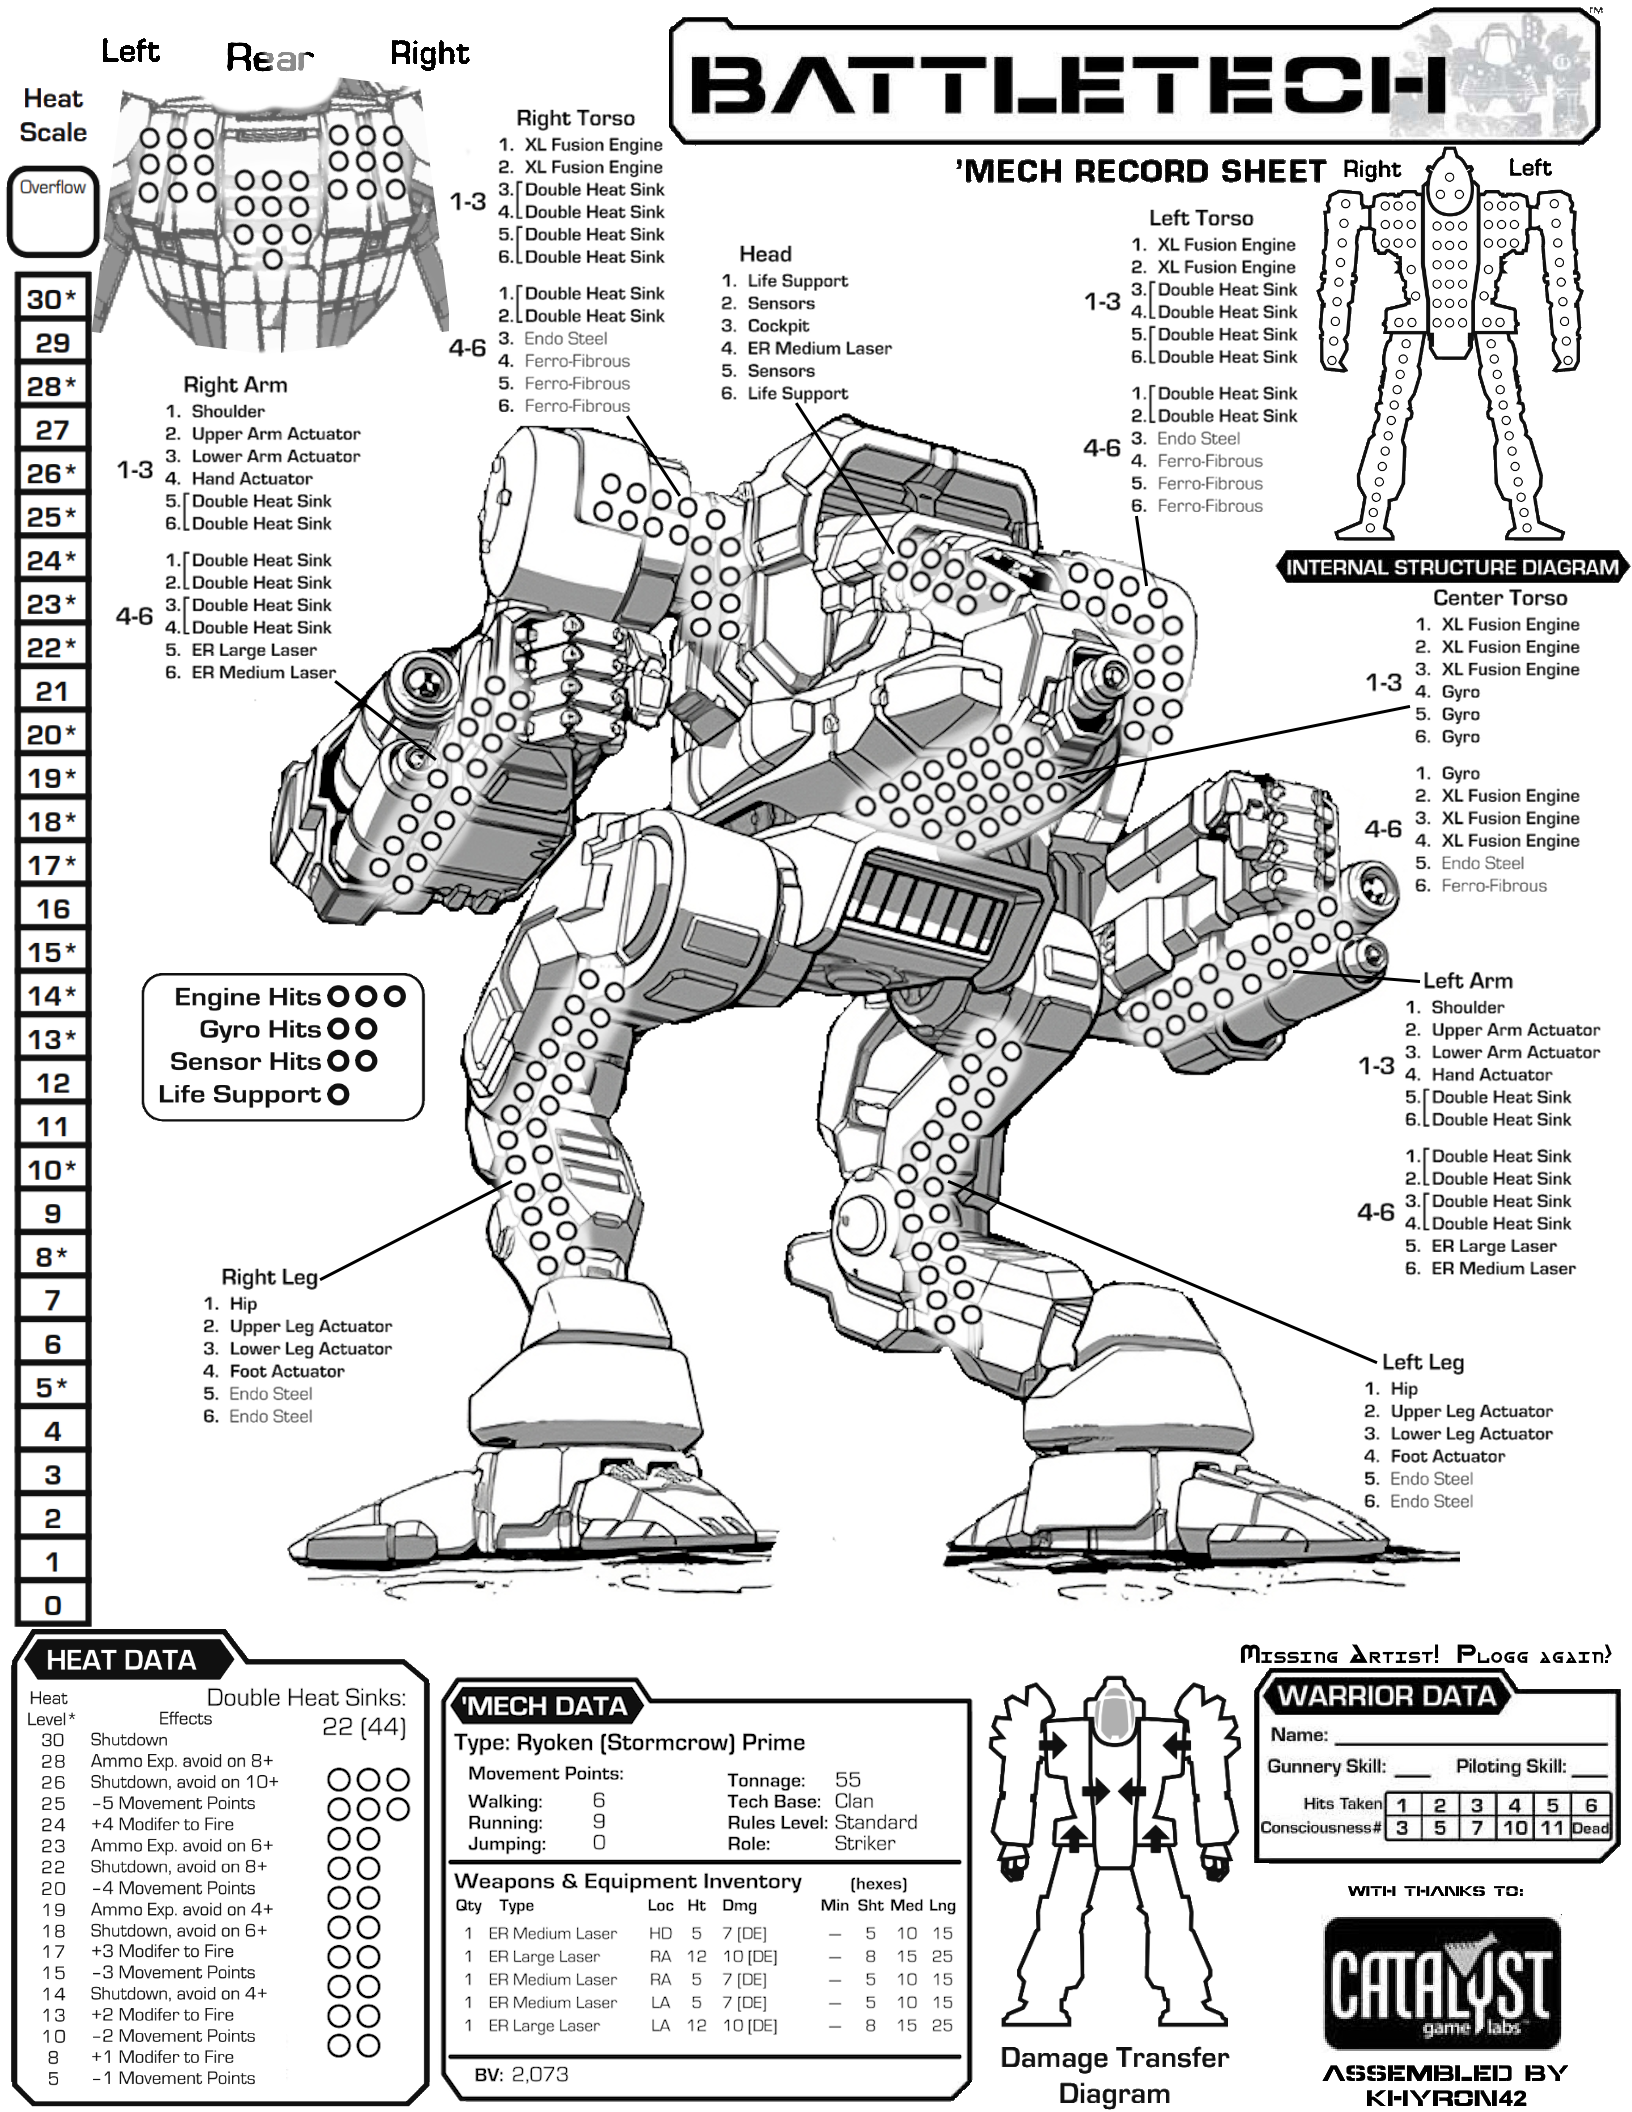 Left Rear Right
BATTLETECH™
'MECH RECORD SHEET
Heat
Scale
Overflow
30*
29
28*
27
26*
25*
24*
23*
22*
21
20*
19*
18*
17*
16
15*
14*
13*
12
11
10*
9
8*
7
6
5*
4
3
2
1
0
Right Torso
1-3
1. XL Fusion Engine
2. XL Fusion Engine
3. Double Heat Sink
4. Double Heat Sink
5. Double Heat Sink
6. Double Heat Sink
4-6
1. Double Heat Sink
2. Double Heat Sink
3. Endo Steel
4. Ferro-Fibrous
5. Ferro-Fibrous
6. Ferro-Fibrous
Head
1. Life Support
2. Sensors
3. Cockpit
4. ER Medium Laser
5. Sensors
6. Life Support
Left Torso
1-3
1. XL Fusion Engine
2. XL Fusion Engine
3. Double Heat Sink
4. Double Heat Sink
5. Double Heat Sink
6. Double Heat Sink
4-6
1. Double Heat Sink
2. Double Heat Sink
3. Endo Steel
4. Ferro-Fibrous
5. Ferro-Fibrous
6. Ferro-Fibrous
Right Left
INTERNAL STRUCTURE DIAGRAM
Right Arm
1-3
1. Shoulder
2. Upper Arm Actuator
3. Lower Arm Actuator
4. Hand Actuator
5. Double Heat Sink
6. Double Heat Sink
4-6
1. Double Heat Sink
2. Double Heat Sink
3. Double Heat Sink
4. Double Heat Sink
5. ER Large Laser
6. ER Medium Laser
Center Torso
1-3
1. XL Fusion Engine
2. XL Fusion Engine
3. XL Fusion Engine
4. Gyro
5. Gyro
6. Gyro
4-6
1. Gyro
2. XL Fusion Engine
3. XL Fusion Engine
4. XL Fusion Engine
5. Endo Steel
6. Ferro-Fibrous
Engine Hits
Gyro Hits
Sensor Hits
Life Support
Left Arm
1-3
1. Shoulder
2. Upper Arm Actuator
3. Lower Arm Actuator
4. Hand Actuator
5. Double Heat Sink
6. Double Heat Sink
4-6
1. Double Heat Sink
2. Double Heat Sink
3. Double Heat Sink
4. Double Heat Sink
5. ER Large Laser
6. ER Medium Laser
Right Leg
1. Hip
2. Upper Leg Actuator
3. Lower Leg Actuator
4. Foot Actuator
5. Endo Steel
6. Endo Steel
Left Leg
1. Hip
2. Upper Leg Actuator
3. Lower Leg Actuator
4. Foot Actuator
5. Endo Steel
6. Endo Steel
HEAT DATA
Heat
Level* Effects
Double Heat Sinks:
22 (44)
30 Shutdown
28 Ammo Exp. avoid on 8+
26 Shutdown, avoid on 10+
25 -5 Movement Points
24 +4 Modifer to Fire
23 Ammo Exp. avoid on 6+
22 Shutdown, avoid on 8+
20 -4 Movement Points
19 Ammo Exp. avoid on 4+
18 Shutdown, avoid on 6+
17 +3 Modifer to Fire
15 -3 Movement Points
14 Shutdown, avoid on 4+
13 +2 Modifer to Fire
10 -2 Movement Points
8 +1 Modifer to Fire
5 -1 Movement Points
'MECH DATA
Type: Ryoken (Stormcrow) Prime
Movement Points:
Walking: 6
Running: 9
Jumping: 0
Tonnage: 55
Tech Base: Clan
Rules Level: Standard
Role: Striker
Weapons & Equipment Inventory (hexes)
Qty Type Loc Ht Dmg Min Sht Med Lng
1 ER Medium Laser HD 5 7 [DE] — 5 10 15
1 ER Large Laser RA 12 10 [DE] — 8 15 25
1 ER Medium Laser RA 5 7 [DE] — 5 10 15
1 ER Medium Laser LA 5 7 [DE] — 5 10 15
1 ER Large Laser LA 12 10 [DE] — 8 15 25
BV: 2,073
Damage Transfer
Diagram
Missing Artist! Plogg again?
WARRIOR DATA
Name:
Gunnery Skill: Piloting Skill:
Hits Taken 1 2 3 4 5 6
Consciousness# 3 5 7 10 11 Dead
WITH THANKS TO:
CATALYST
game labs™
ASSEMBLED BY
KHYRON42